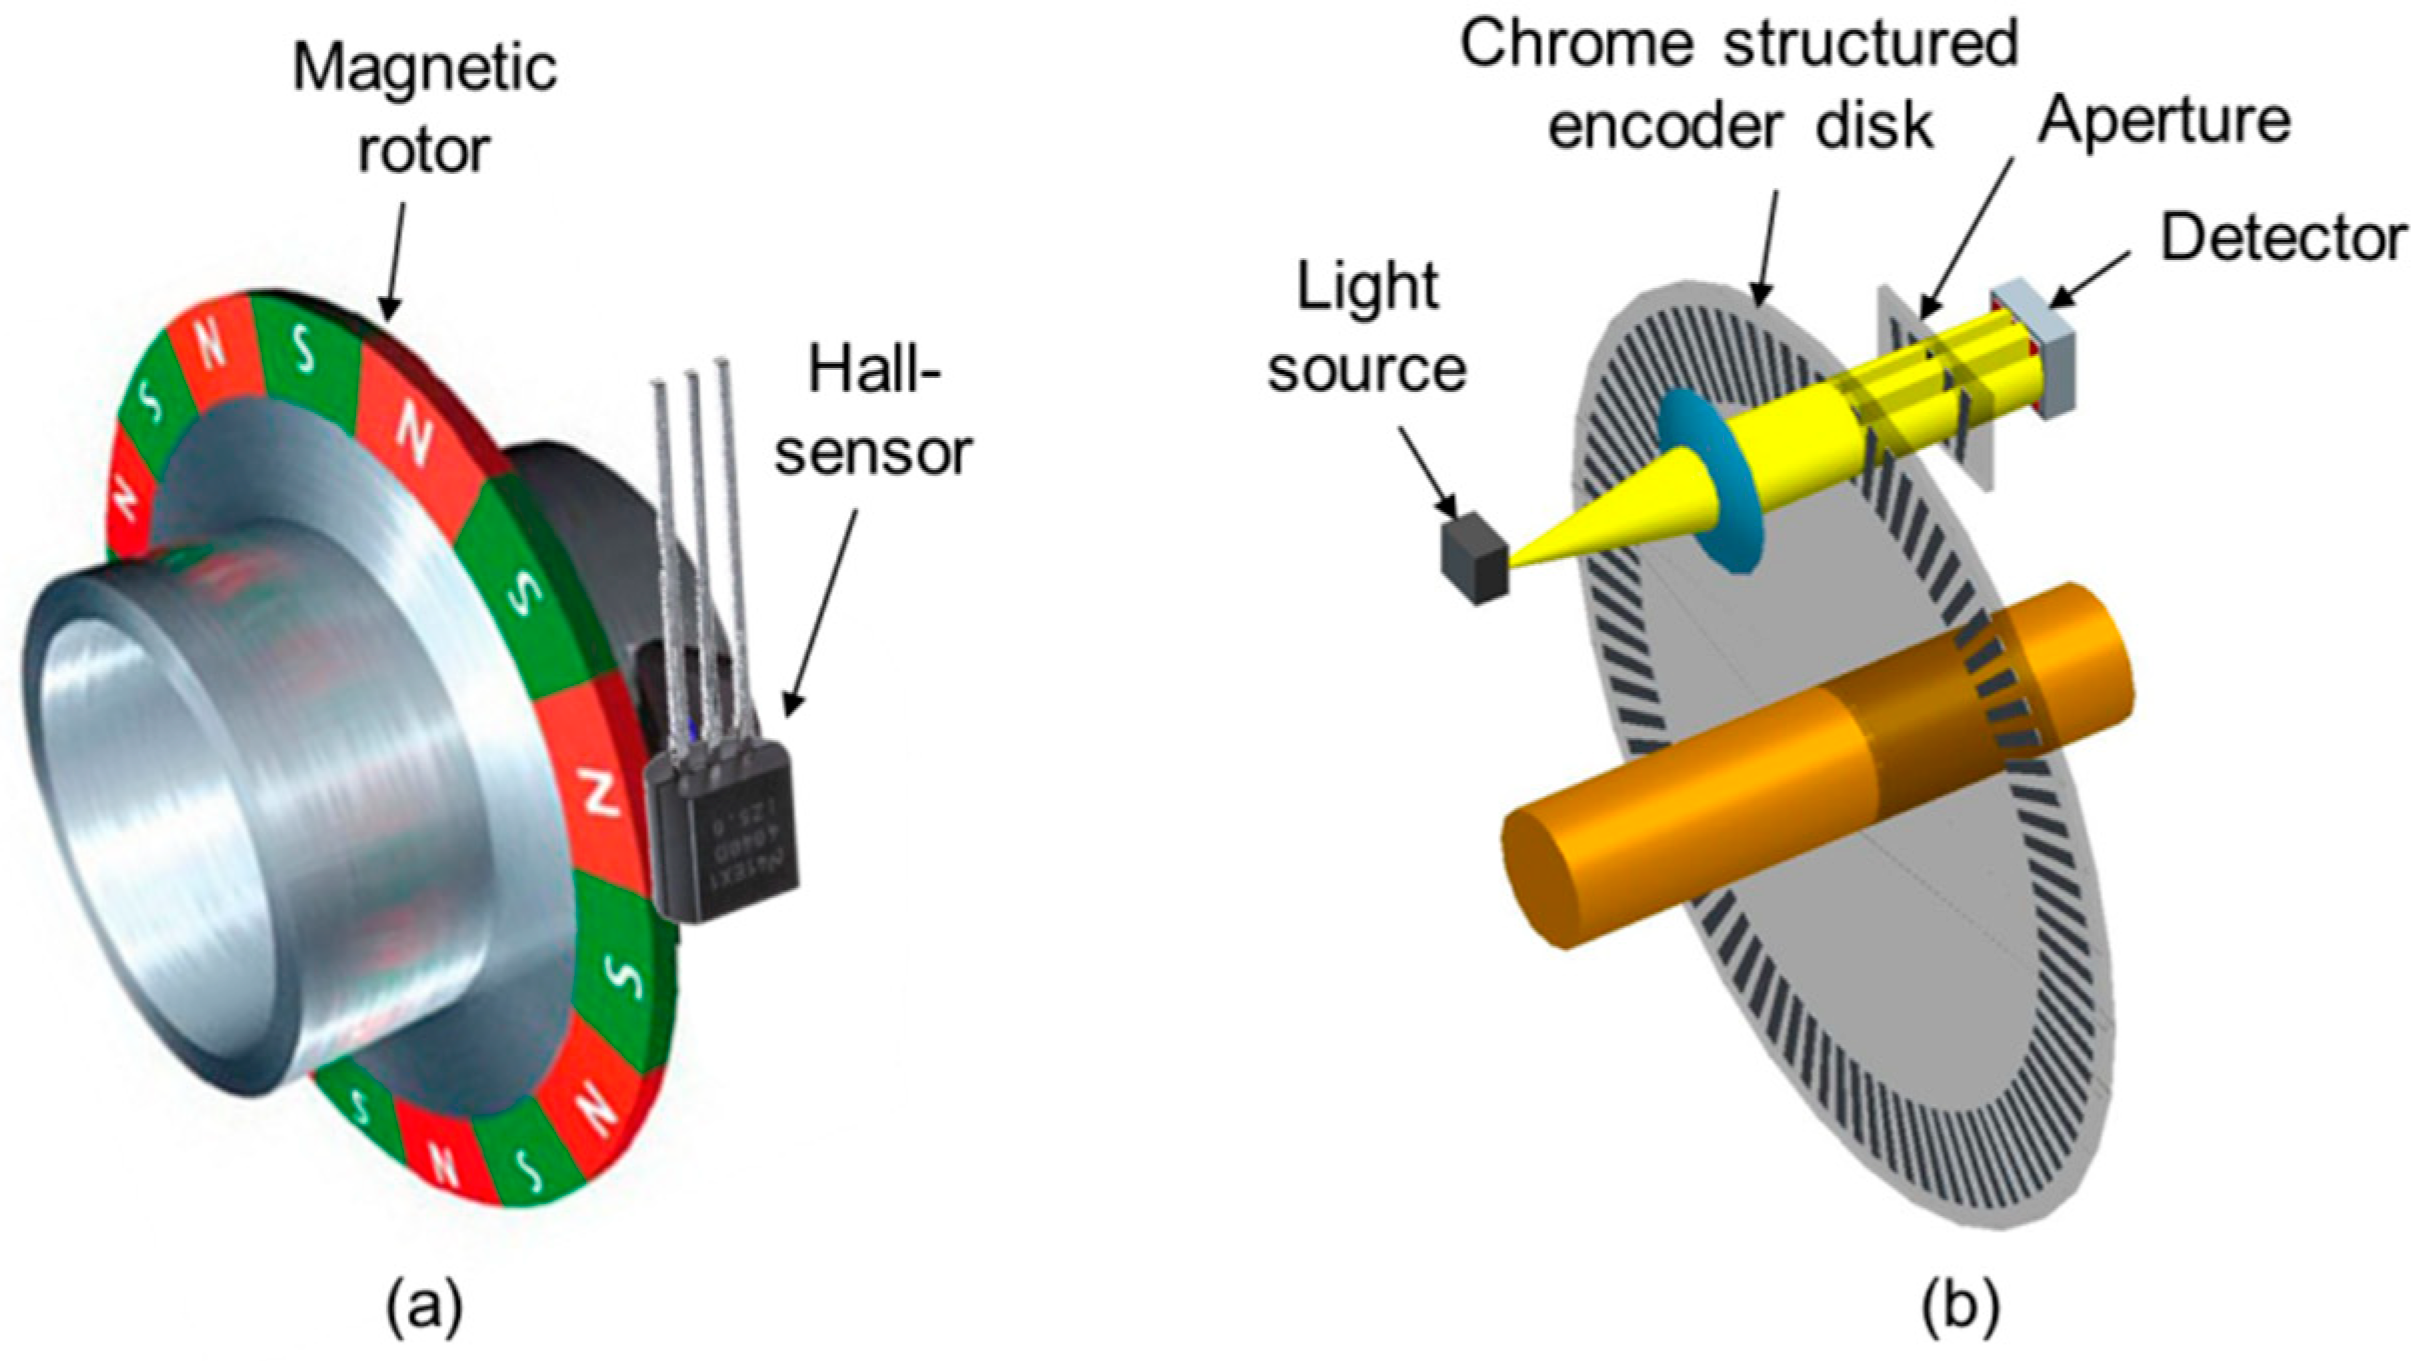 Magnetic
rotor
Hall-
sensor
N
S
S
N
N
S
N
S
N
S
N
S
(a)
Chrome structured
encoder disk
Aperture
Detector
Light
source
(b)